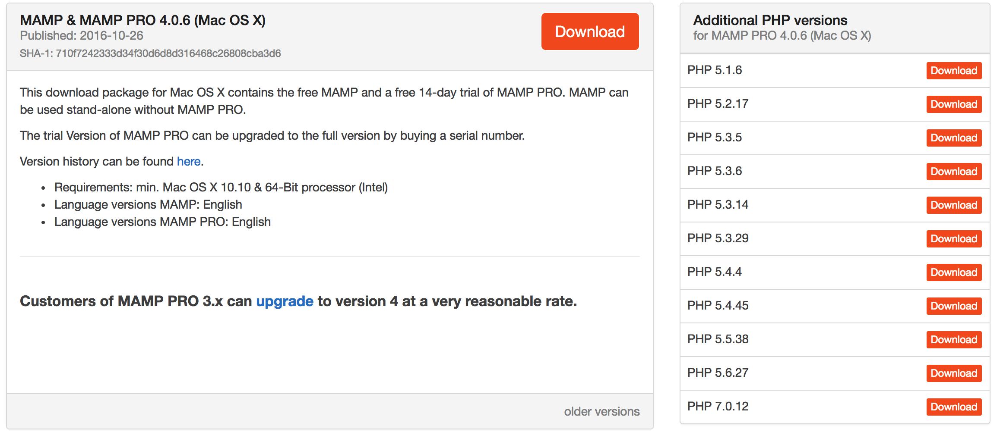 MAMP & MAMP PRO 4.0.6 (Mac OS X)
Published: 2016-10-26
SHA-1: 710f7242333d34f30d6d8d316468c26808cba3d6
Download
This download package for Mac OS X contains the free MAMP and a free 14-day trial of MAMP PRO. MAMP can
be used stand-alone without MAMP PRO.
The trial Version of MAMP PRO can be upgraded to the full version by buying a serial number.
Version history can be found here.
• Requirements: min. Mac OS X 10.10 & 64-Bit processor (Intel)
• Language versions MAMP: English
• Language versions MAMP PRO: English
Customers of MAMP PRO 3.x can upgrade to version 4 at a very reasonable rate.
older versions
Additional PHP versions
for MAMP PRO 4.0.6 (Mac OS X)
PHP 5.1.6 Download
PHP 5.2.17 Download
PHP 5.3.5 Download
PHP 5.3.6 Download
PHP 5.3.14 Download
PHP 5.3.29 Download
PHP 5.4.4 Download
PHP 5.4.45 Download
PHP 5.5.38 Download
PHP 5.6.27 Download
PHP 7.0.12 Download